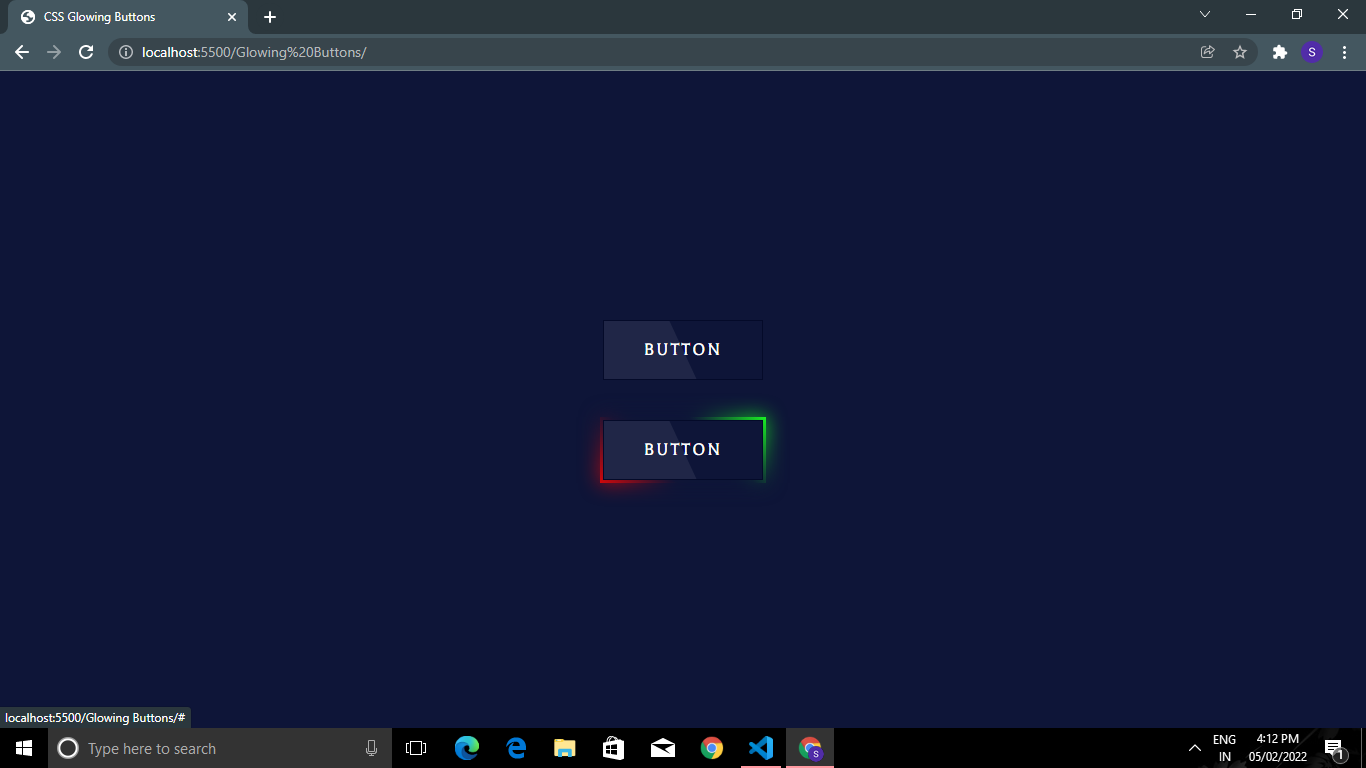 CSS Glowing Buttons
localhost:5500/Glowing%20Buttons/
S
BUTTON
BUTTON
localhost:5500/Glowing Buttons/#
Type here to search
S
ENG
IN
4:12 PM
05/02/2022
1